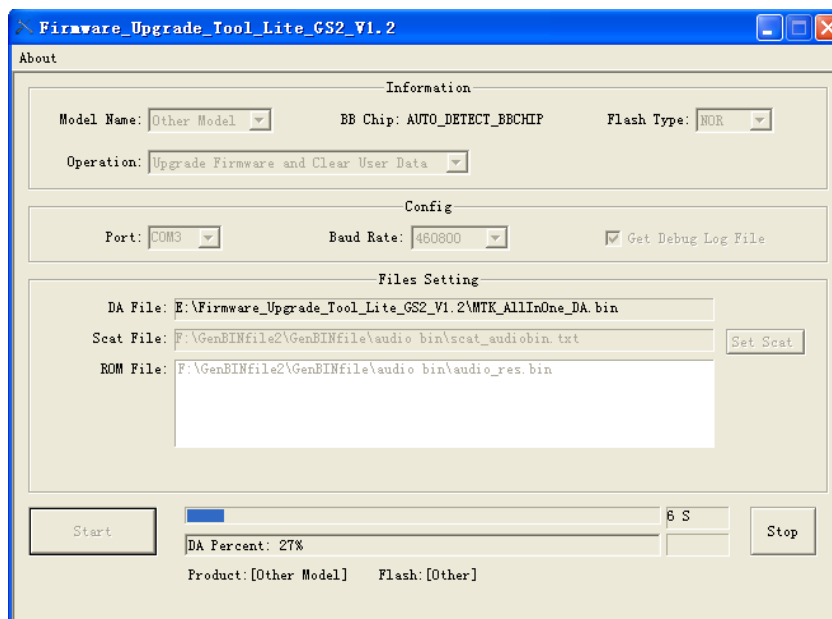 Firmware_Upgrade_Tool_Lite_GS2_V1.2
About
Information
Model Name: Other Model BB Chip: AUTO_DETECT_BBCHIP Flash Type: NOR
Operation: Upgrade Firmware and Clear User Data
Config
Port: COM3 Baud Rate: 460800 Get Debug Log File
Files Setting
DA File: E:\Firmware_Upgrade_Tool_Lite_GS2_V1.2\MTK_AllInOne_DA.bin
Scat File: F:\GenBINfile2\GenBINfile\audio bin\scat_audiobin.txt Set Scat
ROM File: F:\GenBINfile2\GenBINfile\audio bin\audio_res.bin
Start 6 S Stop
DA Percent: 27%
Product:[Other Model] Flash:[Other]